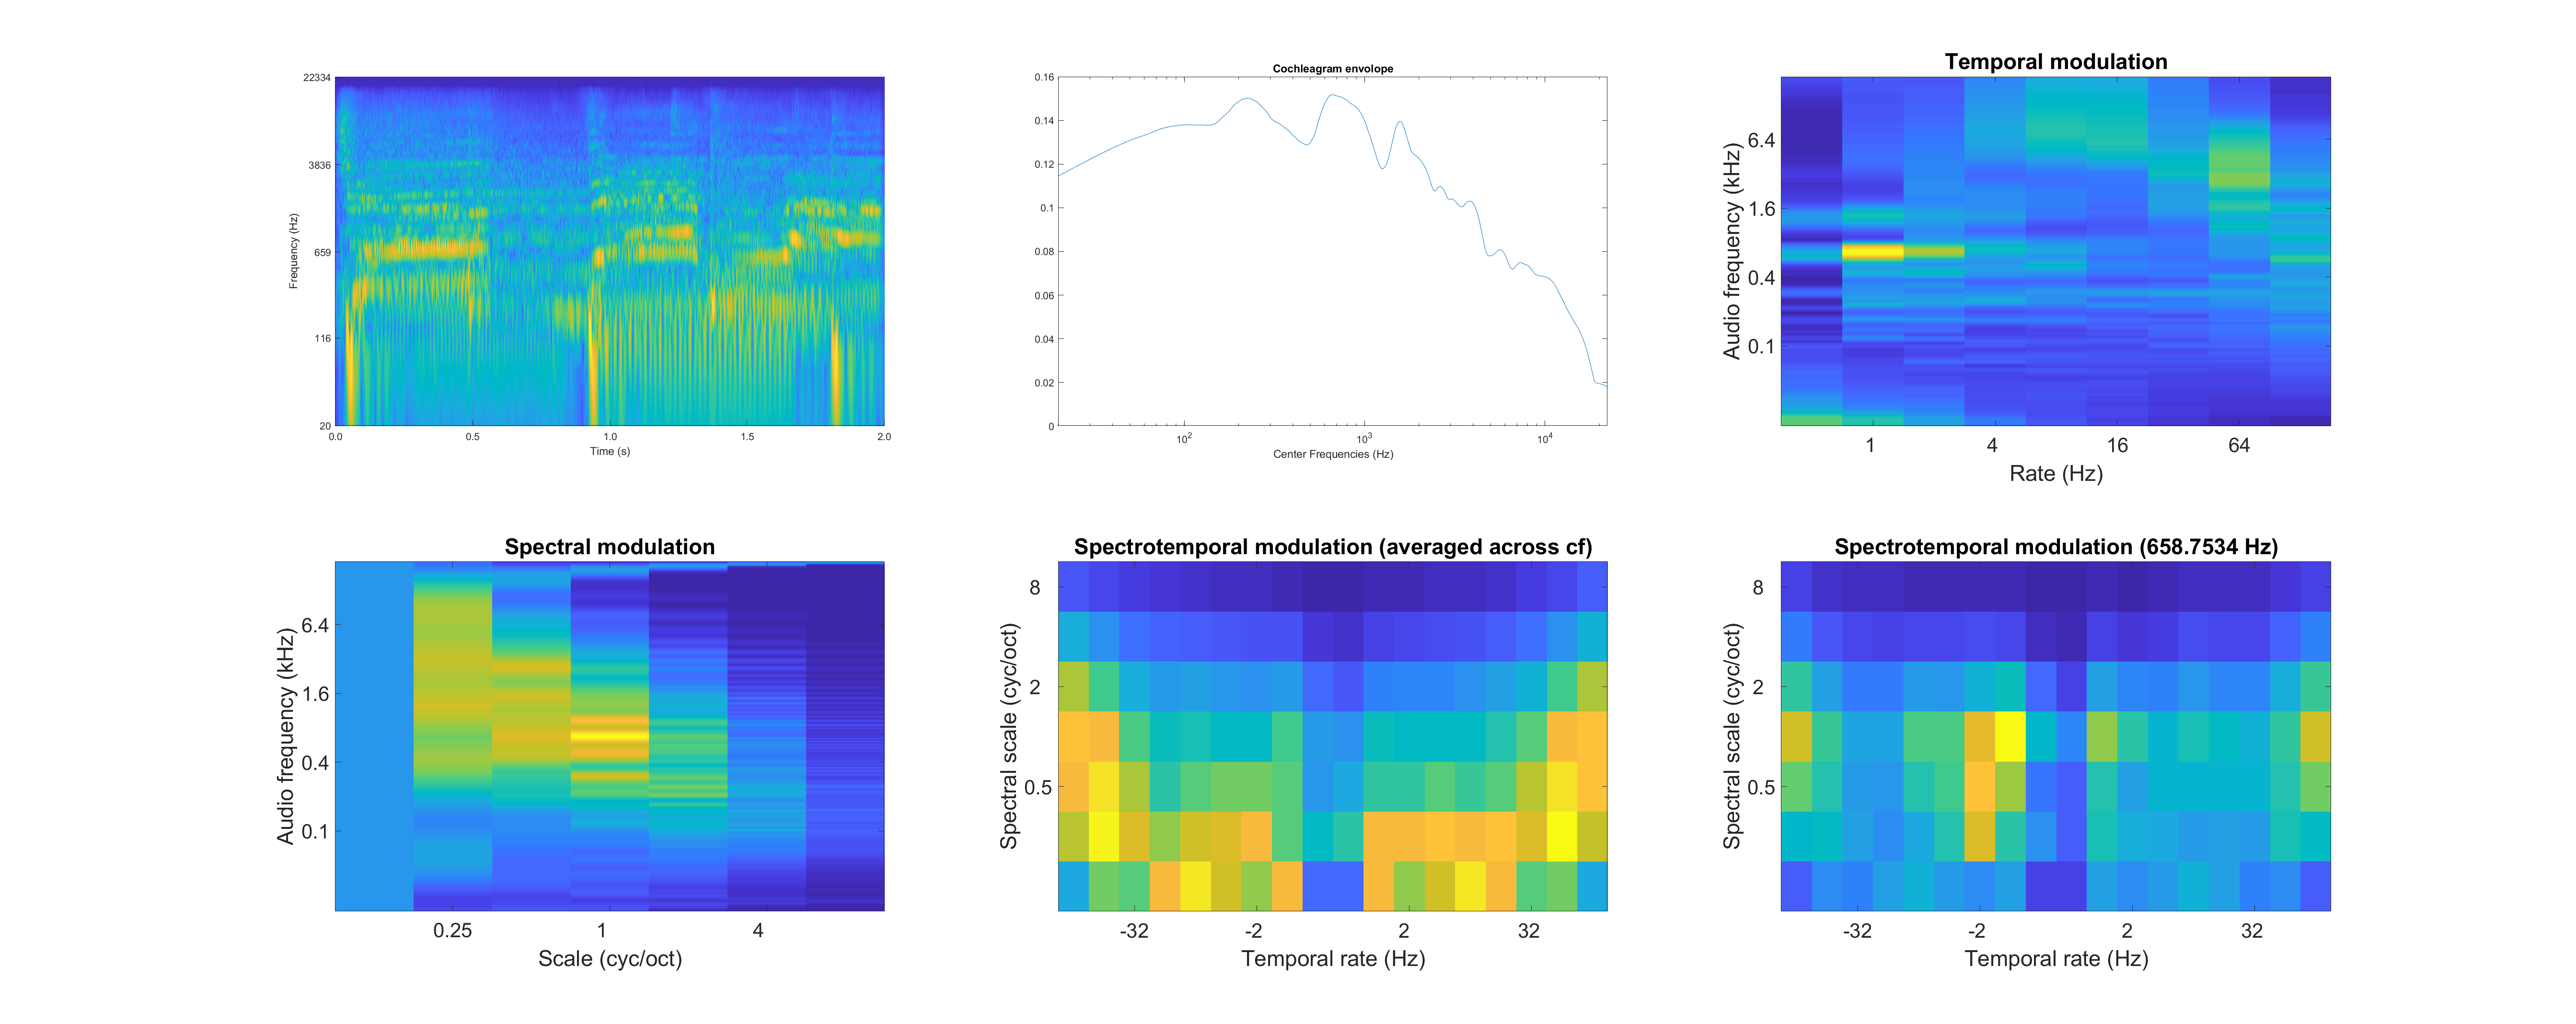 22334
3836
659
116
20
Frequency (Hz)
0.0 0.5 1.0 1.5 2.0
Time (s)
Cochleagram envolope
0.16
0.14
0.12
0.1
0.08
0.06
0.04
0.02
0
10² 10³ 10⁴
Center Frequencies (Hz)
Temporal modulation
6.4
1.6
0.4
0.1
Audio frequency (kHz)
1 4 16 64
Rate (Hz)
Spectral modulation
6.4
1.6
0.4
0.1
Audio frequency (kHz)
0.25 1 4
Scale (cyc/oct)
Spectrotemporal modulation (averaged across cf)
8
2
0.5
Spectral scale (cyc/oct)
-32 -2 2 32
Temporal rate (Hz)
Spectrotemporal modulation (658.7534 Hz)
8
2
0.5
Spectral scale (cyc/oct)
-32 -2 2 32
Temporal rate (Hz)